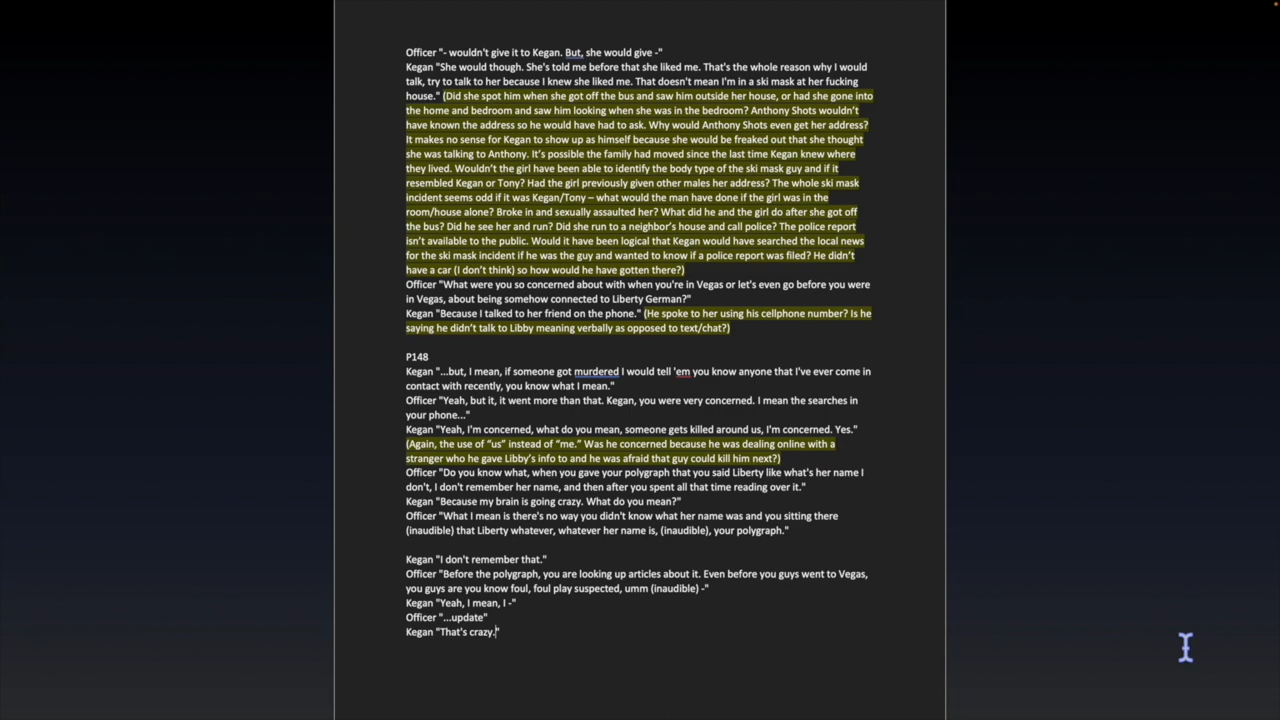 Officer "- wouldn't give it to Kegan. But, she would give -"
Kegan "She would though. She's told me before that she liked me. That's the whole reason why I would
talk, try to talk to her because I knew she liked me. That doesn't mean I'm in a ski mask at her fucking
house." (Did she spot him when she got off the bus and saw him outside her house, or had she gone into
the home and bedroom and saw him looking when she was in the bedroom? Anthony Shots wouldn't
have known the address so he would have had to ask. Why would Anthony Shots even get her address?
It makes no sense for Kegan to show up as himself because she would be freaked out that she thought
she was talking to Anthony. It's possible the family had moved since the last time Kegan knew where
they lived. Wouldn't the girl have been able to identify the body type of the ski mask guy and if it
resembled Kegan or Tony? Had the girl previously given other males her address? The whole ski mask
incident seems odd if it was Kegan/Tony – what would the man have done if the girl was in the
room/house alone? Broke in and sexually assaulted her? What did he and the girl do after she got off
the bus? Did he see her and run? Did she run to a neighbor's house and call police? The police report
isn't available to the public. Would it have been logical that Kegan would have searched the local news
for the ski mask incident if he was the guy and wanted to know if a police report was filed? He didn't
have a car (I don't think) so how would he have gotten there?)
Officer "What were you so concerned about with when you're in Vegas or let's even go before you were
in Vegas, about being somehow connected to Liberty German?"
Kegan "Because I talked to her friend on the phone." (He spoke to her using his cellphone number? Is he
saying he didn't talk to Libby meaning verbally as opposed to text/chat?)
P148
Kegan "...but, I mean, if someone got murdered I would tell 'em you know anyone that I've ever come in
contact with recently, you know what I mean."
Officer "Yeah, but it, it went more than that. Kegan, you were very concerned. I mean the searches in
your phone..."
Kegan "Yeah, I'm concerned, what do you mean, someone gets killed around us, I'm concerned. Yes."
(Again, the use of "us" instead of "me." Was he concerned because he was dealing online with a
stranger who he gave Libby's info to and he was afraid that guy could kill him next?)
Officer "Do you know what, when you gave your polygraph that you said Liberty like what's her name I
don't, I don't remember her name, and then after you spent all that time reading over it."
Kegan "Because my brain is going crazy. What do you mean?"
Officer "What I mean is there's no way you didn't know what her name was and you sitting there
(inaudible) that Liberty whatever, whatever her name is, (inaudible), your polygraph."
Kegan "I don't remember that."
Officer "Before the polygraph, you are looking up articles about it. Even before you guys went to Vegas,
you guys are you know foul, foul play suspected, umm (inaudible) -"
Kegan "Yeah, I mean, I -"
Officer "...update"
Kegan "That's crazy."